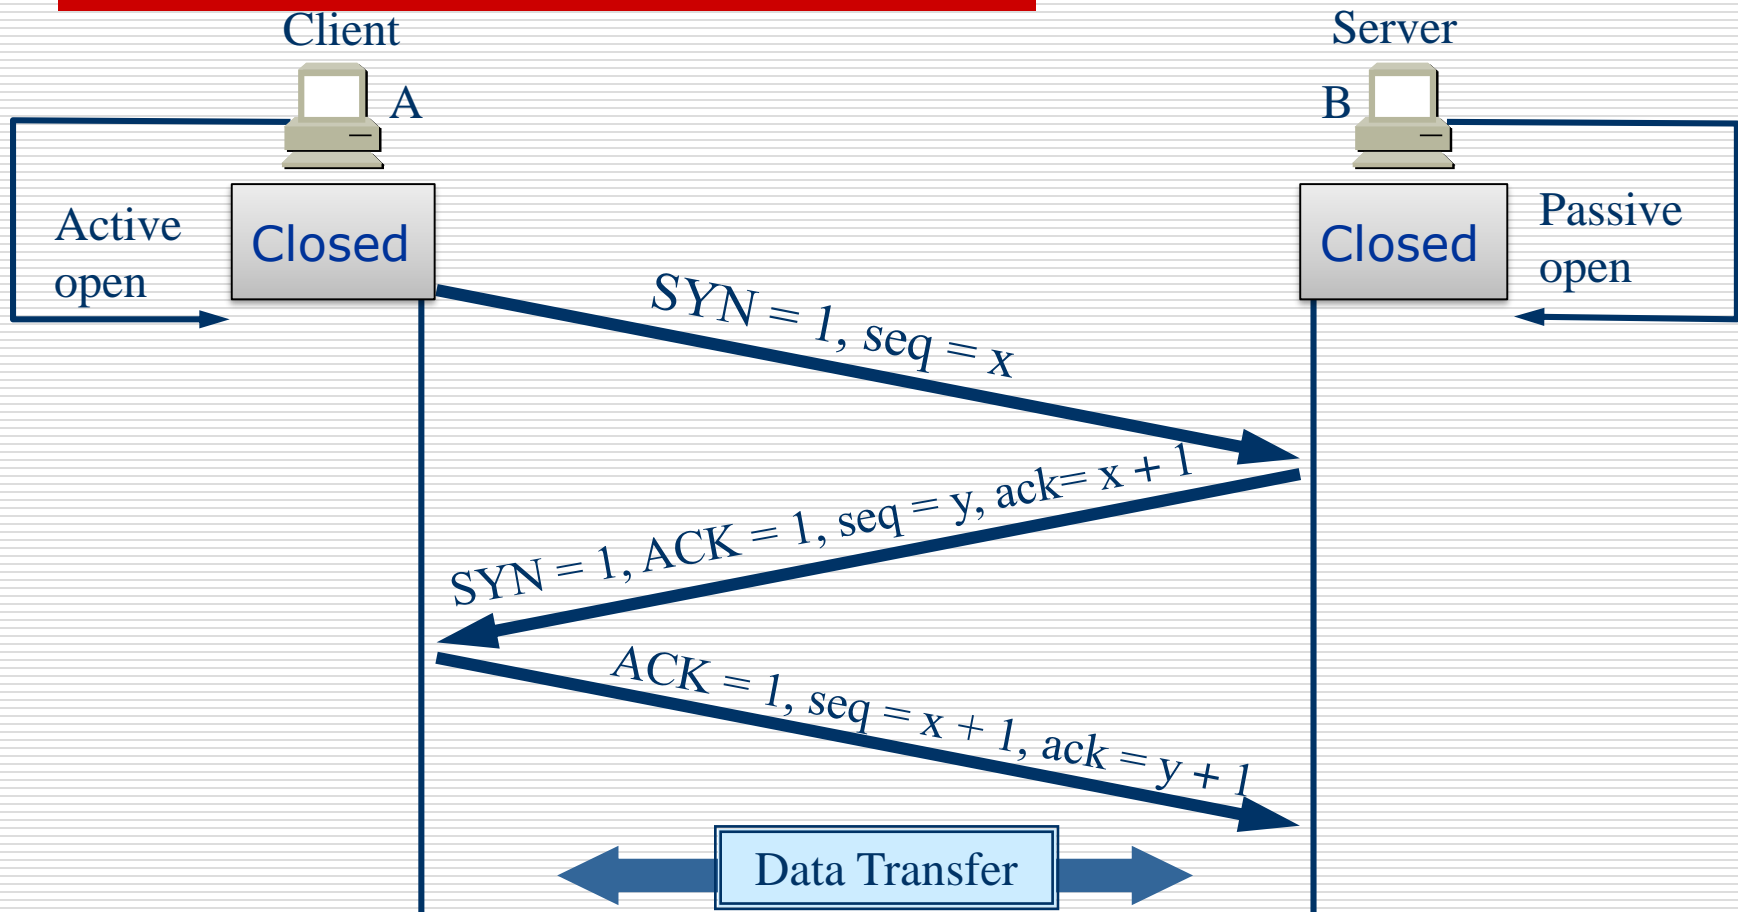 Client
Server
A
B
Active
open
Closed
Closed
Passive
open
SYN = 1, seq = x
SYN = 1, ACK = 1, seq = y, ack= x + 1
ACK = 1, seq = x + 1, ack = y + 1
Data Transfer